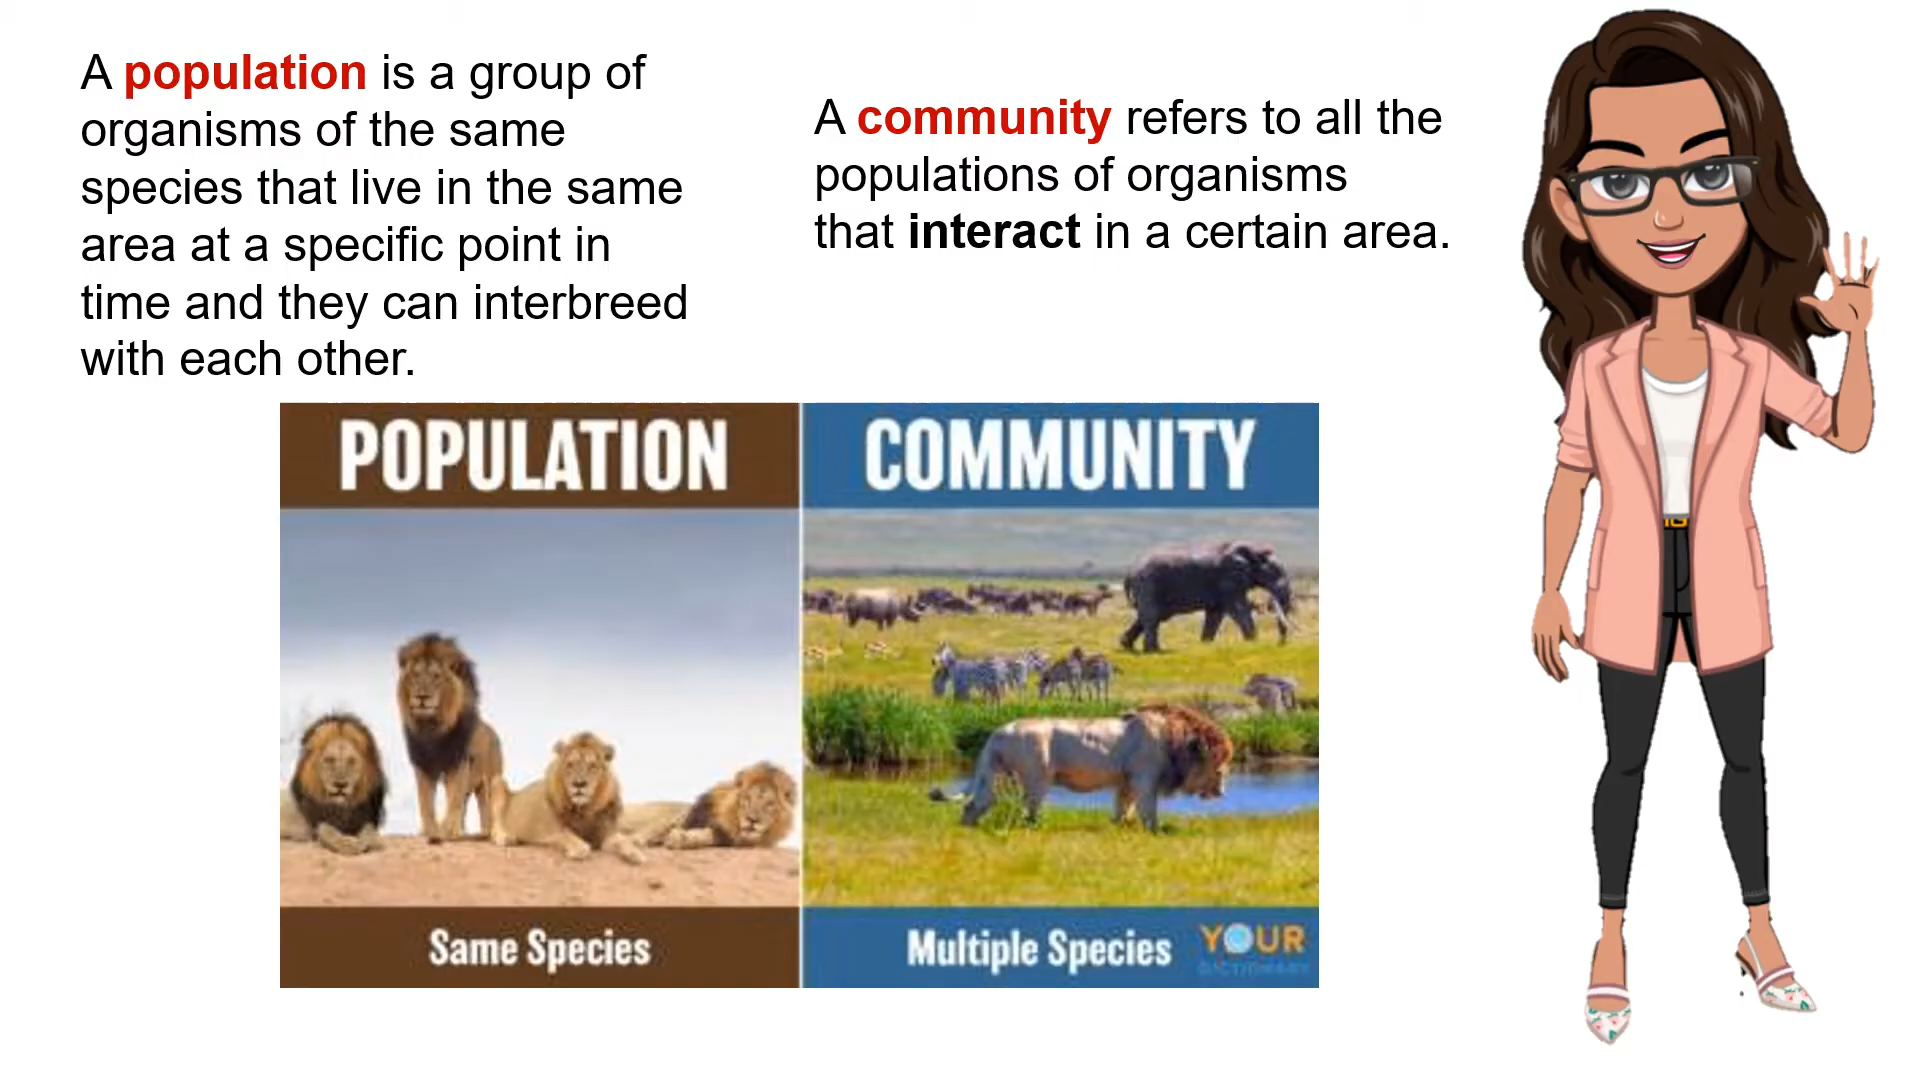 A population is a group of
organisms of the same
species that live in the same
area at a specific point in
time and they can interbreed
with each other.
A community refers to all the
populations of organisms
that interact in a certain area.
POPULATION
COMMUNITY
Same Species
Multiple Species
YOUR
DICTIONARY